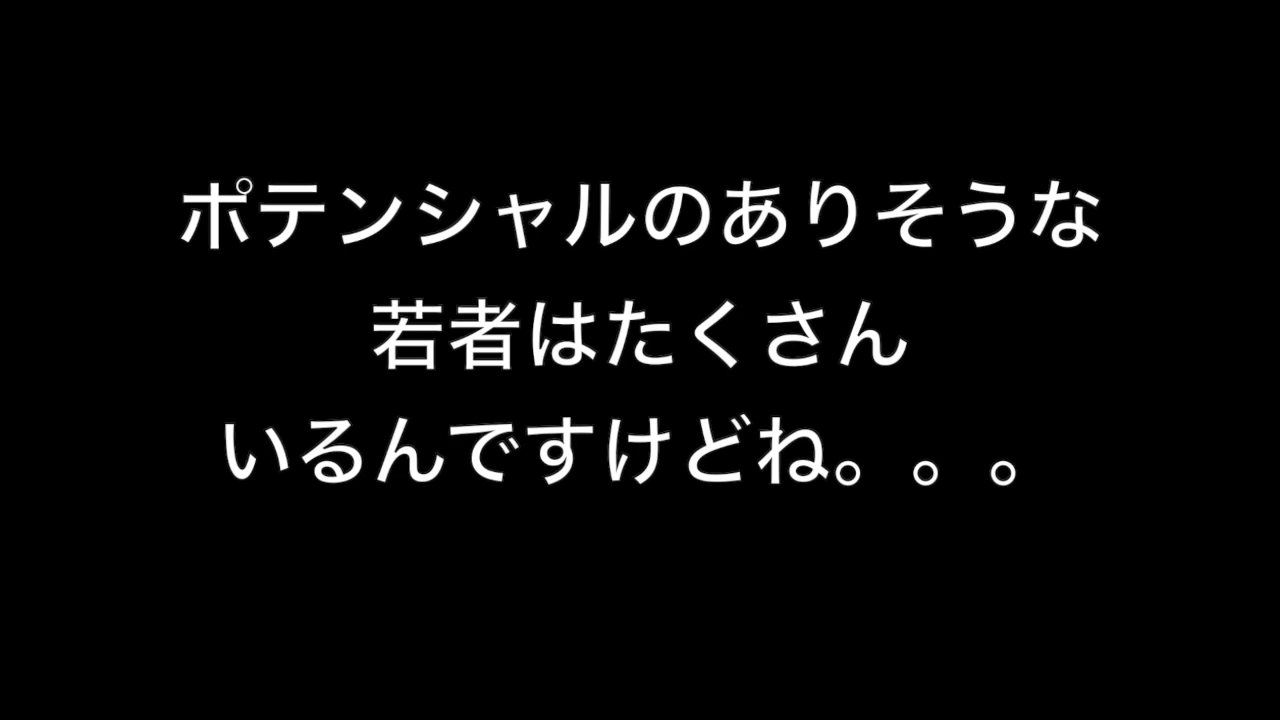 ポテンシャルのありそうな
若者はたくさん
いるんですけどね。。。